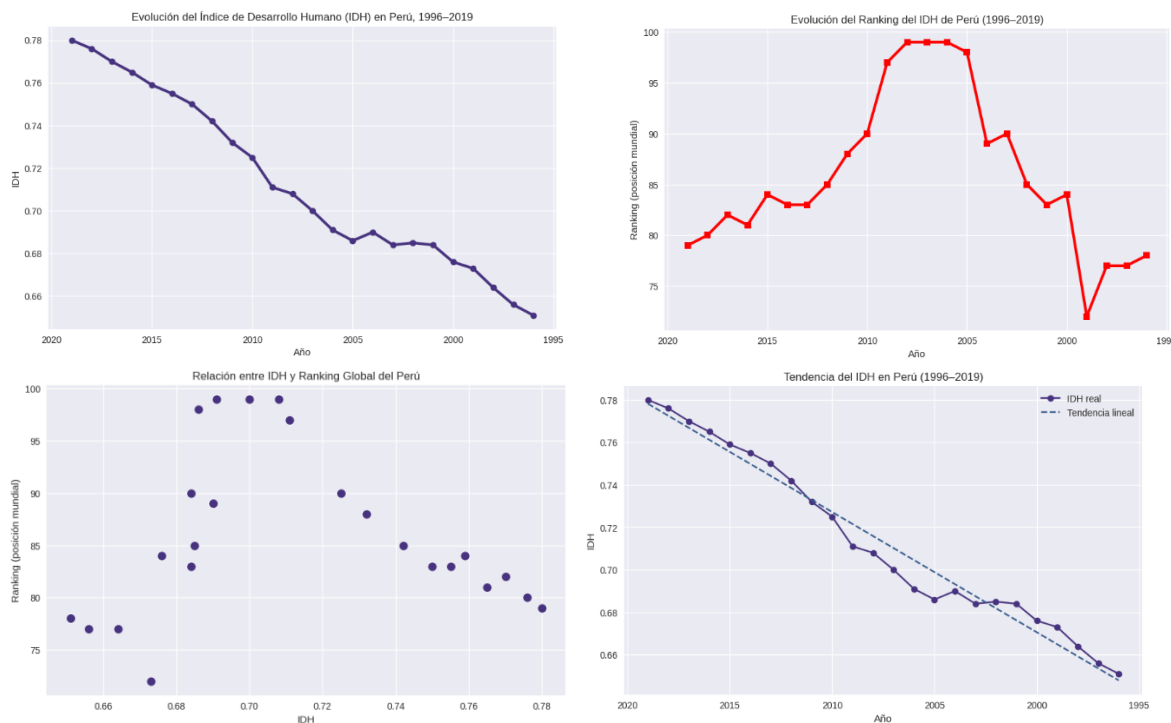 Evolución del Índice de Desarrollo Humano (IDH) en Perú, 1996–2019
IDH
0.78
0.76
0.74
0.72
0.70
0.68
0.66
2020 2015 2010 2005 2000 1995
Año
Evolución del Ranking del IDH de Perú (1996–2019)
Ranking (posición mundial)
100
95
90
85
80
75
2020 2015 2010 2005 2000 199
Año
Relación entre IDH y Ranking Global del Perú
Ranking (posición mundial)
100
95
90
85
80
75
0.66 0.68 0.70 0.72 0.74 0.76 0.78
IDH
Tendencia del IDH en Perú (1996–2019)
IDH real
Tendencia lineal
IDH
0.78
0.76
0.74
0.72
0.70
0.68
0.66
2020 2015 2010 2005 2000 1995
Año